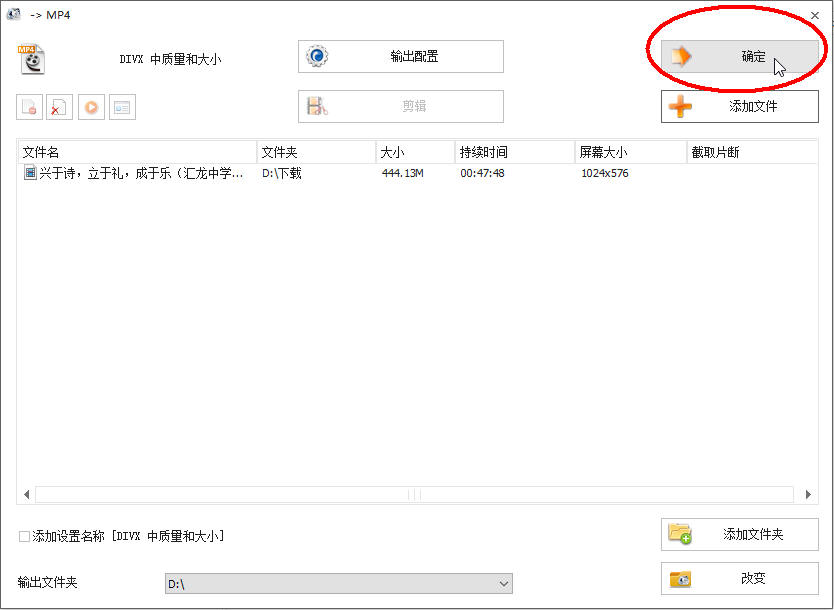 -> MP4
MP4
DIVX 中质量和大小
输出配置
确定
剪辑
添加文件
文件名 文件夹 大小 持续时间 屏幕大小 截取片断
兴于诗，立于礼，成于乐（汇龙中学... D:\下载 444.13M 00:47:48 1024x576
添加设置名称 [DIVX 中质量和大小]
添加文件夹
输出文件夹 D:\
改变